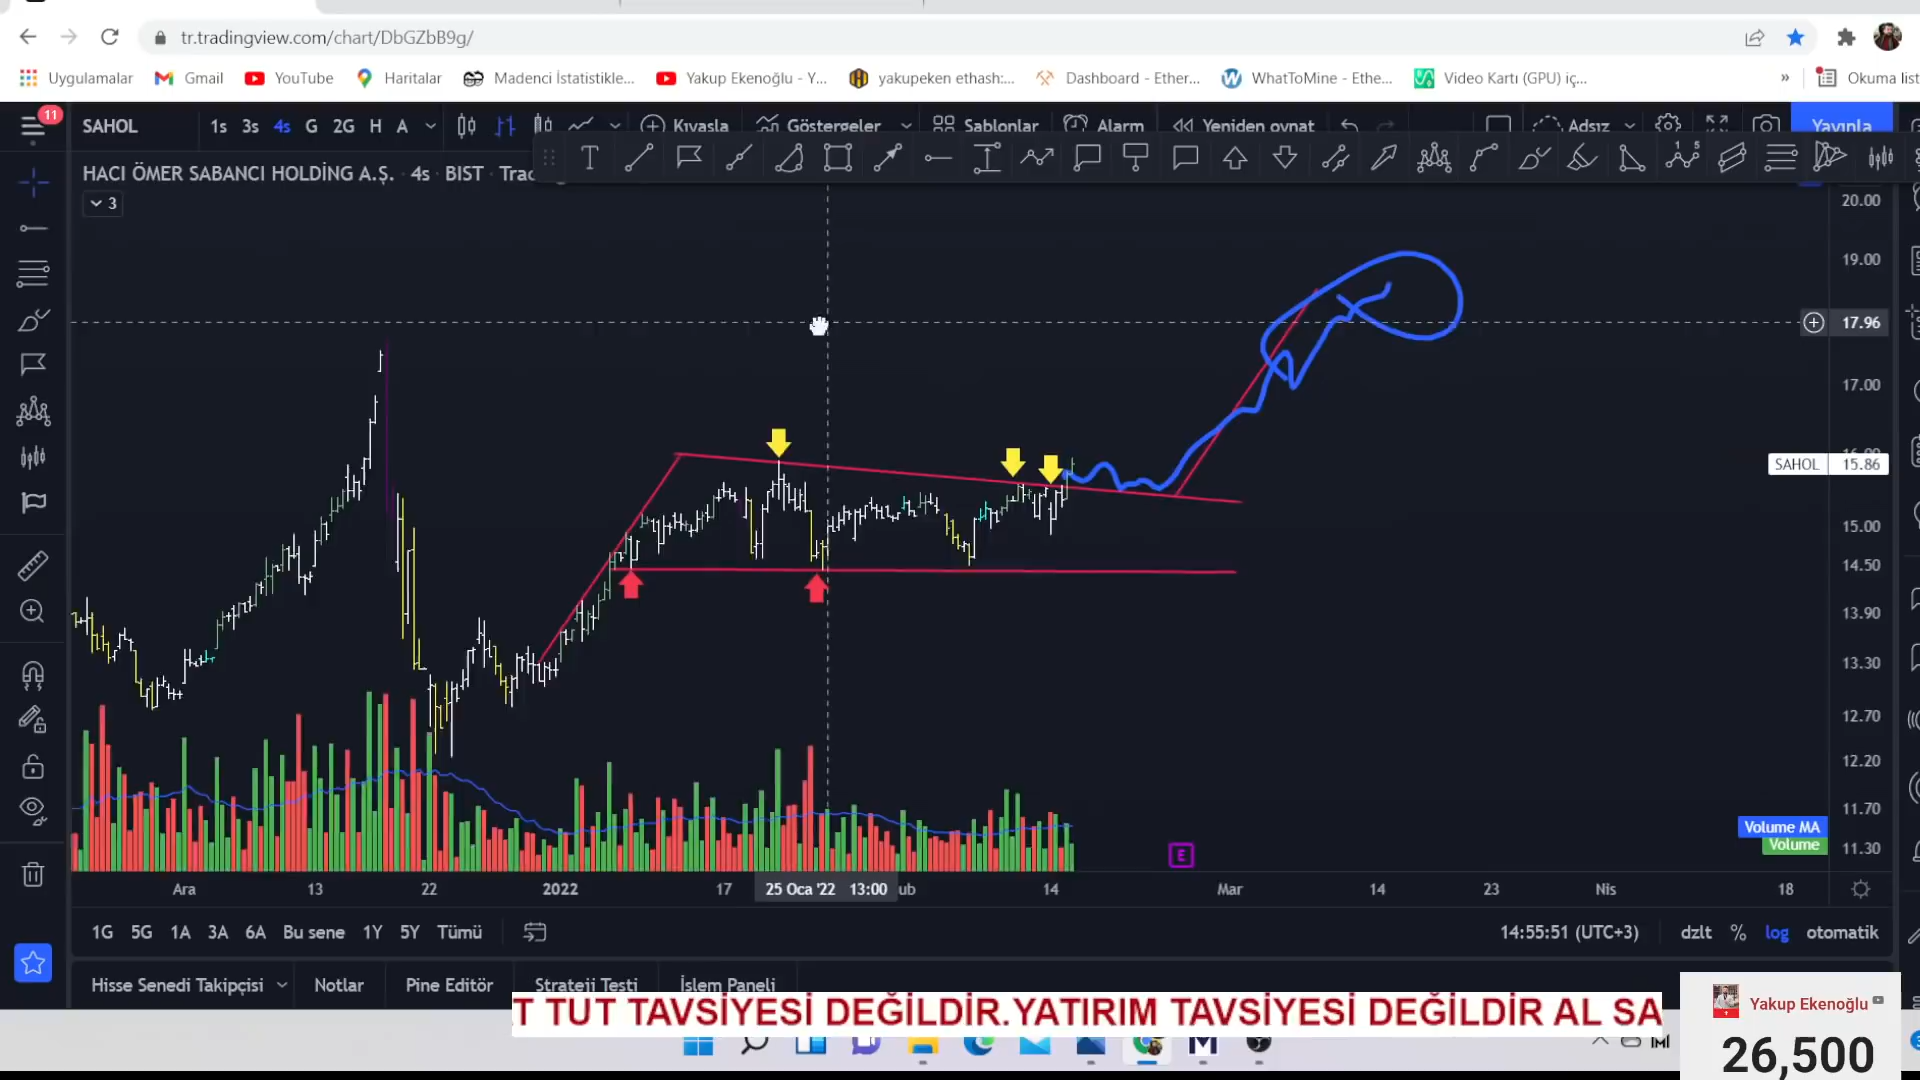 tr.tradingview.com/chart/DbGZbB9g/
Uygulamalar Gmail YouTube Haritalar Madenci İstatistikle... Yakup Ekenoğlu - Y... yakupeken ethash:... Dashboard - Ether... WhatToMine - Ethe... Video Kartı (GPU) iç... » Okuma list
11
SAHOL 1s 3s 4s G 2G H A Kıyasla Göstergeler Şablonlar Alarm Yeniden oynat Adsız Yayınla
HACI ÖMER SABANCI HOLDİNG A.Ş. · 4s · BIST
3
20.00
19.00
17.96
17.00
SAHOL 15.86
15.00
14.50
13.90
13.30
12.70
12.20
11.70
Volume MA
Volume
11.30
E
Ara 13 22 2022 17 25 Oca '22 13:00 ub 14 Mar 14 23 Nis 18
1G 5G 1A 3A 6A Bu sene 1Y 5Y Tümü 14:55:51 (UTC+3) dzlt % log otomatik
Hisse Senedi Takipçisi Notlar Pine Editör Strateji Testi İşlem Paneli
T TUT TAVSİYESİ DEĞİLDİR.YATIRIM TAVSİYESİ DEĞİLDİR AL SA
Yakup Ekenoğlu
26,500